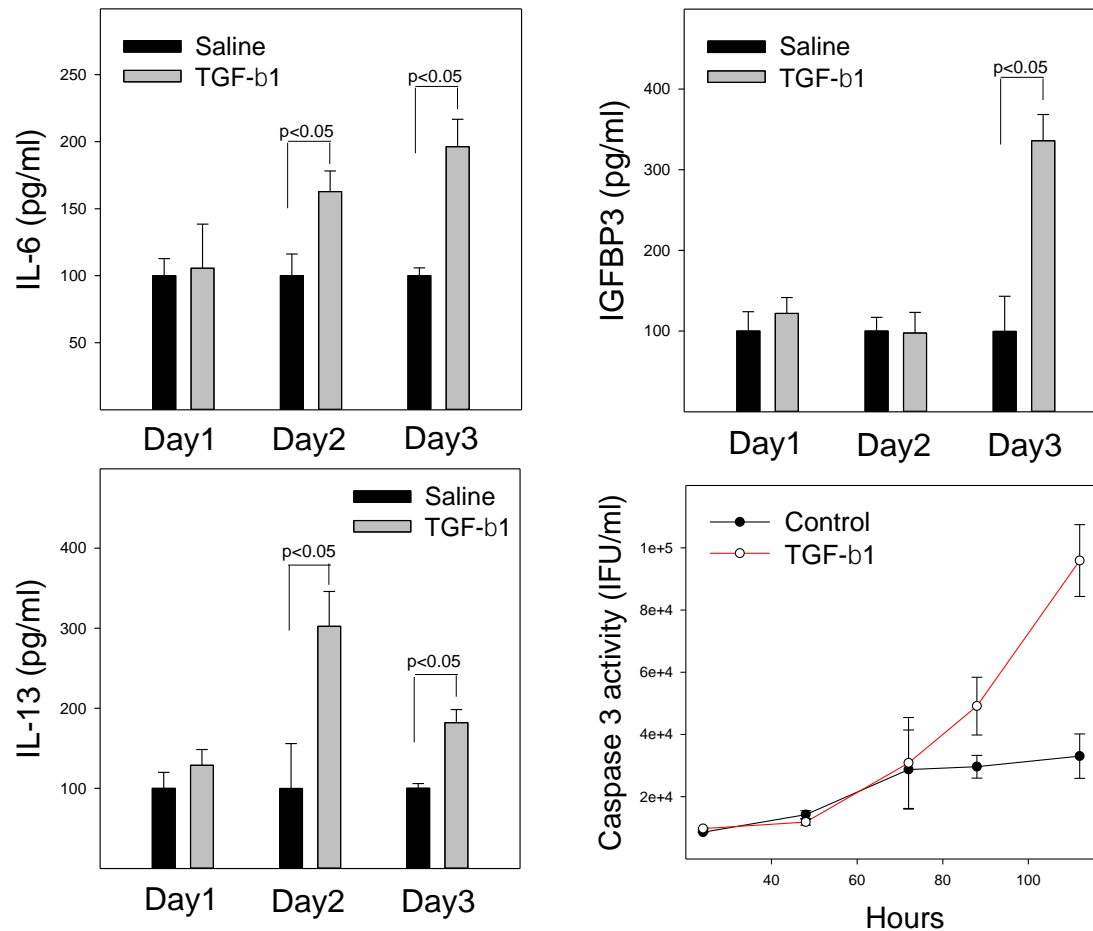 Saline
TGF-b1
IL-6 (pg/ml)
250
200
150
100
50
p<0.05
p<0.05
Day1 Day2 Day3
Saline
TGF-b1
IGFBP3 (pg/ml)
400
300
200
100
p<0.05
Day1 Day2 Day3
Saline
TGF-b1
IL-13 (pg/ml)
400
300
200
100
p<0.05
p<0.05
Day1 Day2 Day3
Control
TGF-b1
Caspase 3 activity (IFU/ml)
1e+5
8e+4
6e+4
4e+4
2e+4
40 60 80 100
Hours